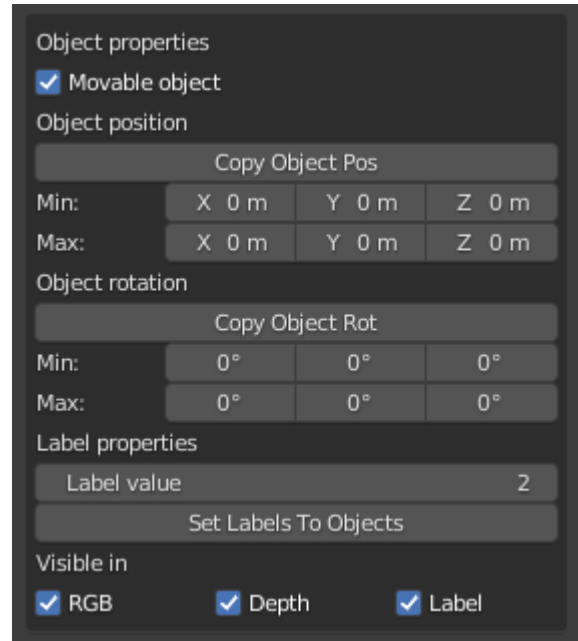 Object properties
Movable object
Object position
Copy Object Pos
Min: X 0 m Y 0 m Z 0 m
Max: X 0 m Y 0 m Z 0 m
Object rotation
Copy Object Rot
Min: 0° 0° 0°
Max: 0° 0° 0°
Label properties
Label value 2
Set Labels To Objects
Visible in
RGB Depth Label